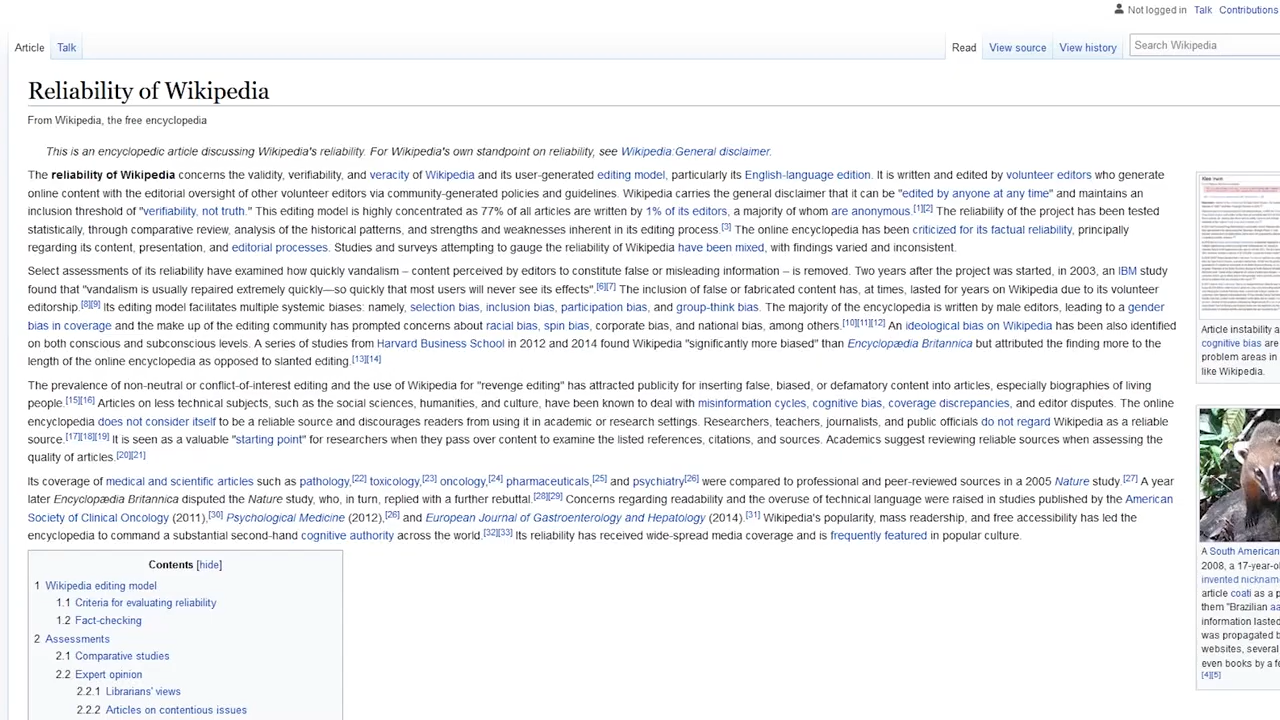 Not logged in Talk Contributions
Article Talk Read View source View history Search Wikipedia
Reliability of Wikipedia
From Wikipedia, the free encyclopedia
This is an encyclopedic article discussing Wikipedia's reliability. For Wikipedia's own standpoint on reliability, see Wikipedia:General disclaimer.
The reliability of Wikipedia concerns the validity, verifiability, and veracity of Wikipedia and its user-generated editing model, particularly its English-language edition. It is written and edited by volunteer editors who generate
online content with the editorial oversight of other volunteer editors via community-generated policies and guidelines. Wikipedia carries the general disclaimer that it can be "edited by anyone at any time" and maintains an
inclusion threshold of "verifiability, not truth." This editing model is highly concentrated as 77% of all articles are written by 1% of its editors, a majority of whom are anonymous.[1][2] The reliability of the project has been tested
statistically, through comparative review, analysis of the historical patterns, and strengths and weaknesses inherent in its editing process.[3] The online encyclopedia has been criticized for its factual reliability, principally
regarding its content, presentation, and editorial processes. Studies and surveys attempting to gauge the reliability of Wikipedia have been mixed, with findings varied and inconsistent.
Select assessments of its reliability have examined how quickly vandalism— content perceived by editors to constitute false or misleading information— is removed. Two years after the project was started, in 2003, an IBM study
found that "vandalism is usually repaired extremely quickly—so quickly that most users will never see its effects".[6][7] The inclusion of false or fabricated content has, at times, lasted for years on Wikipedia due to its volunteer
editorship.[8][9] Its editing model facilitates multiple systemic biases: namely, selection bias, inclusion bias, participation bias, and group-think bias. The majority of the encyclopedia is written by male editors, leading to a gender
bias in coverage and the make up of the editing community has prompted concerns about racial bias, spin bias, corporate bias, and national bias, among others.[10][11][12] An ideological bias on Wikipedia has been also identified
on both conscious and subconscious levels. A series of studies from Harvard Business School in 2012 and 2014 found Wikipedia "significantly more biased" than Encyclopædia Britannica but attributed the finding more to the
length of the online encyclopedia as opposed to slanted editing.[13][14]
The prevalence of non-neutral or conflict-of-interest editing and the use of Wikipedia for "revenge editing" has attracted publicity for inserting false, biased, or defamatory content into articles, especially biographies of living
people.[15][16] Articles on less technical subjects, such as the social sciences, humanities, and culture, have been known to deal with misinformation cycles, cognitive bias, coverage discrepancies, and editor disputes. The online
encyclopedia does not consider itself to be a reliable source and discourages readers from using it in academic or research settings. Researchers, teachers, journalists, and public officials do not regard Wikipedia as a reliable
source.[17][18][19] It is seen as a valuable "starting point" for researchers when they pass over content to examine the listed references, citations, and sources. Academics suggest reviewing reliable sources when assessing the
quality of articles.[20][21]
Its coverage of medical and scientific articles such as pathology,[22] toxicology,[23] oncology,[24] pharmaceuticals,[25] and psychiatry[26] were compared to professional and peer-reviewed sources in a 2005 Nature study.[27] A year
later Encyclopædia Britannica disputed the Nature study, who, in turn, replied with a further rebuttal.[28][29] Concerns regarding readability and the overuse of technical language were raised in studies published by the American
Society of Clinical Oncology (2011),[30] Psychological Medicine (2012),[26] and European Journal of Gastroenterology and Hepatology (2014).[31] Wikipedia's popularity, mass readership, and free accessibility has led the
encyclopedia to command a substantial second-hand cognitive authority across the world.[32][33] Its reliability has received wide-spread media coverage and is frequently featured in popular culture.
Contents [hide]
1 Wikipedia editing model
1.1 Criteria for evaluating reliability
1.2 Fact-checking
2 Assessments
2.1 Comparative studies
2.2 Expert opinion
2.2.1 Librarians' views
2.2.2 Articles on contentious issues
Article instability a
cognitive bias are
problem areas in
like Wikipedia.
A South American
2008, a 17-year-ol
invented nicknam
article coati as a p
them "Brazilian aa
information lasted
was propagated b
websites, several
even books by a fe
[4][5]